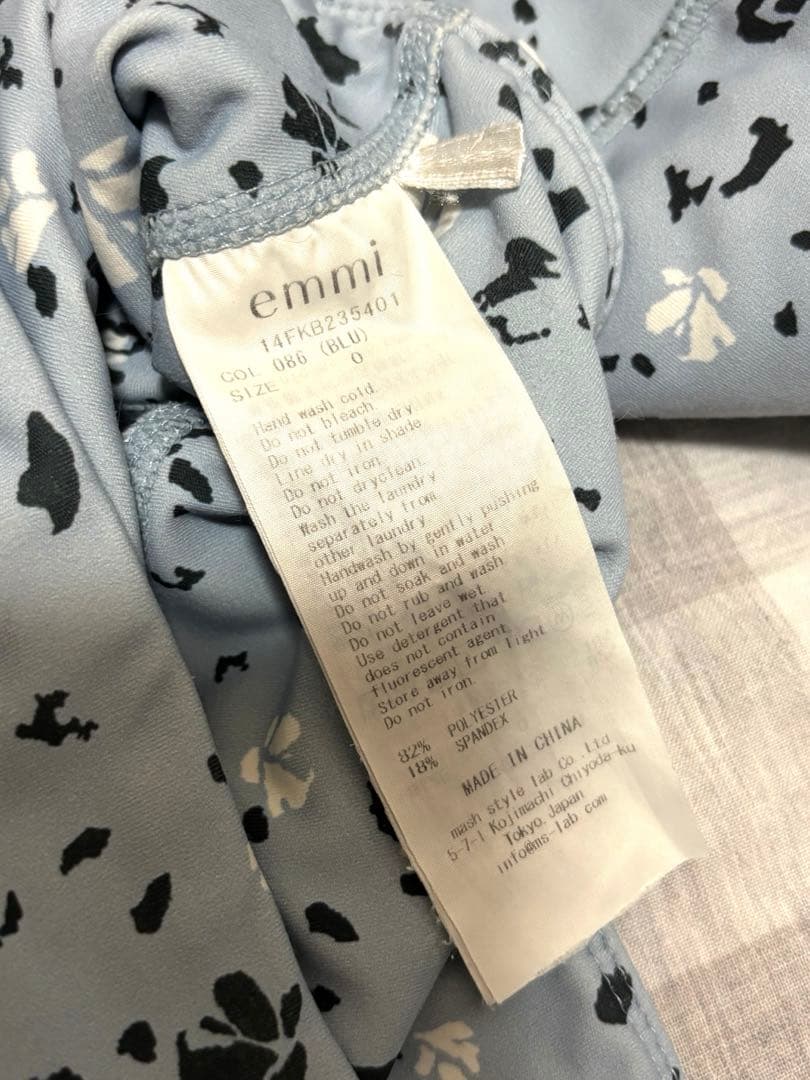 emmi
14FKB235401
COL 086 (BLU)
SIZE 0
Hand wash cold.
Do not bleach.
Do not tumble dry.
Line dry in shade
Do not iron.
Do not dryclean.
Wash the laundry
separately from
other laundry
Handwash by gently pushing
up and down in water
Do not soak and wash
Do not rub and wash
Do not leave wet.
Use detergent that
does not contain
fluorescent agent.
Store away from light
Do not iron.
82% POLYESTER
18% SPANDEX
MADE IN CHINA
mash style lab Co.,Ltd
5-7-1 Kojimachi Chiyoda-ku
Tokyo.Japan
info@ms-lab.com